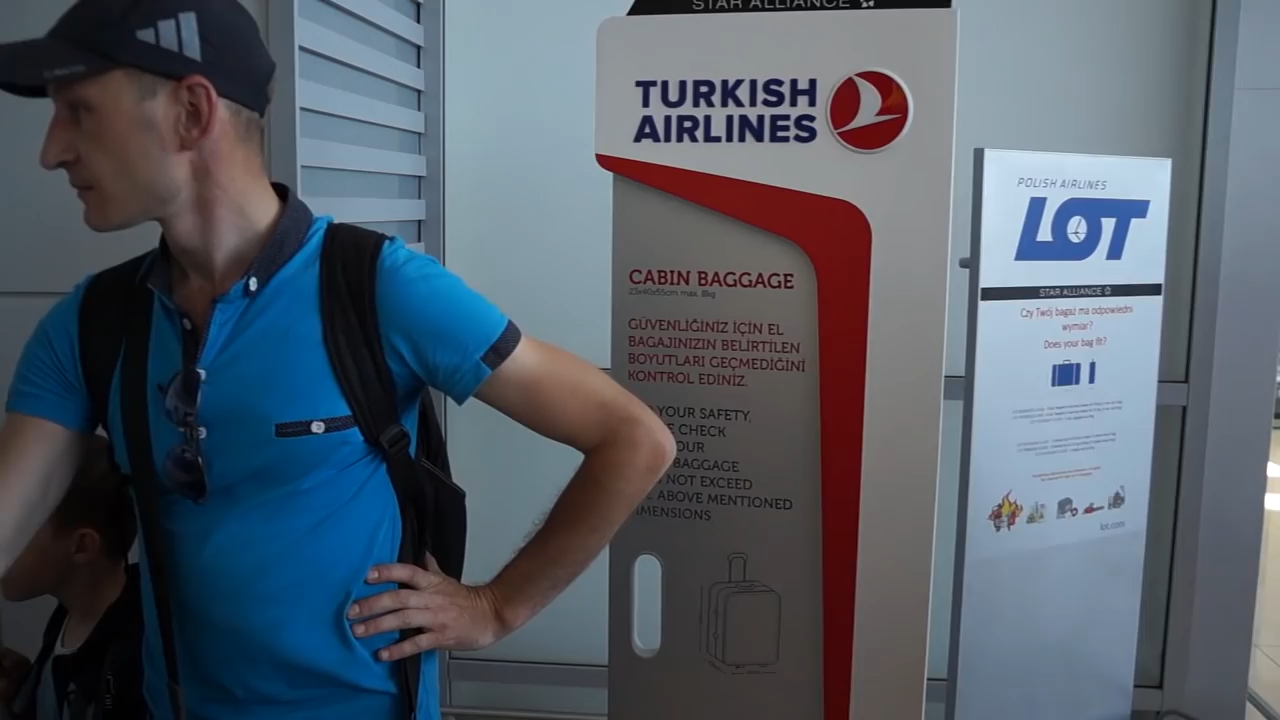 STAR ALLIANCE
TURKISH
AIRLINES
CABIN BAGGAGE
23x40x55cm max. 8kg
GÜVENLİĞİNİZ İÇİN EL
BAGAJINIZIN BELİRTİLEN
BOYUTLARI GEÇMEDİĞİNİ
KONTROL EDİNİZ.
YOUR SAFETY,
CHECK
BAGGAGE
NOT EXCEED
ABOVE MENTIONED
POLISH AIRLINES
LOT
STAR ALLIANCE
Czy Twój bagaż ma odpowiedni
wymiar?
Does your bag fit?
lot.com